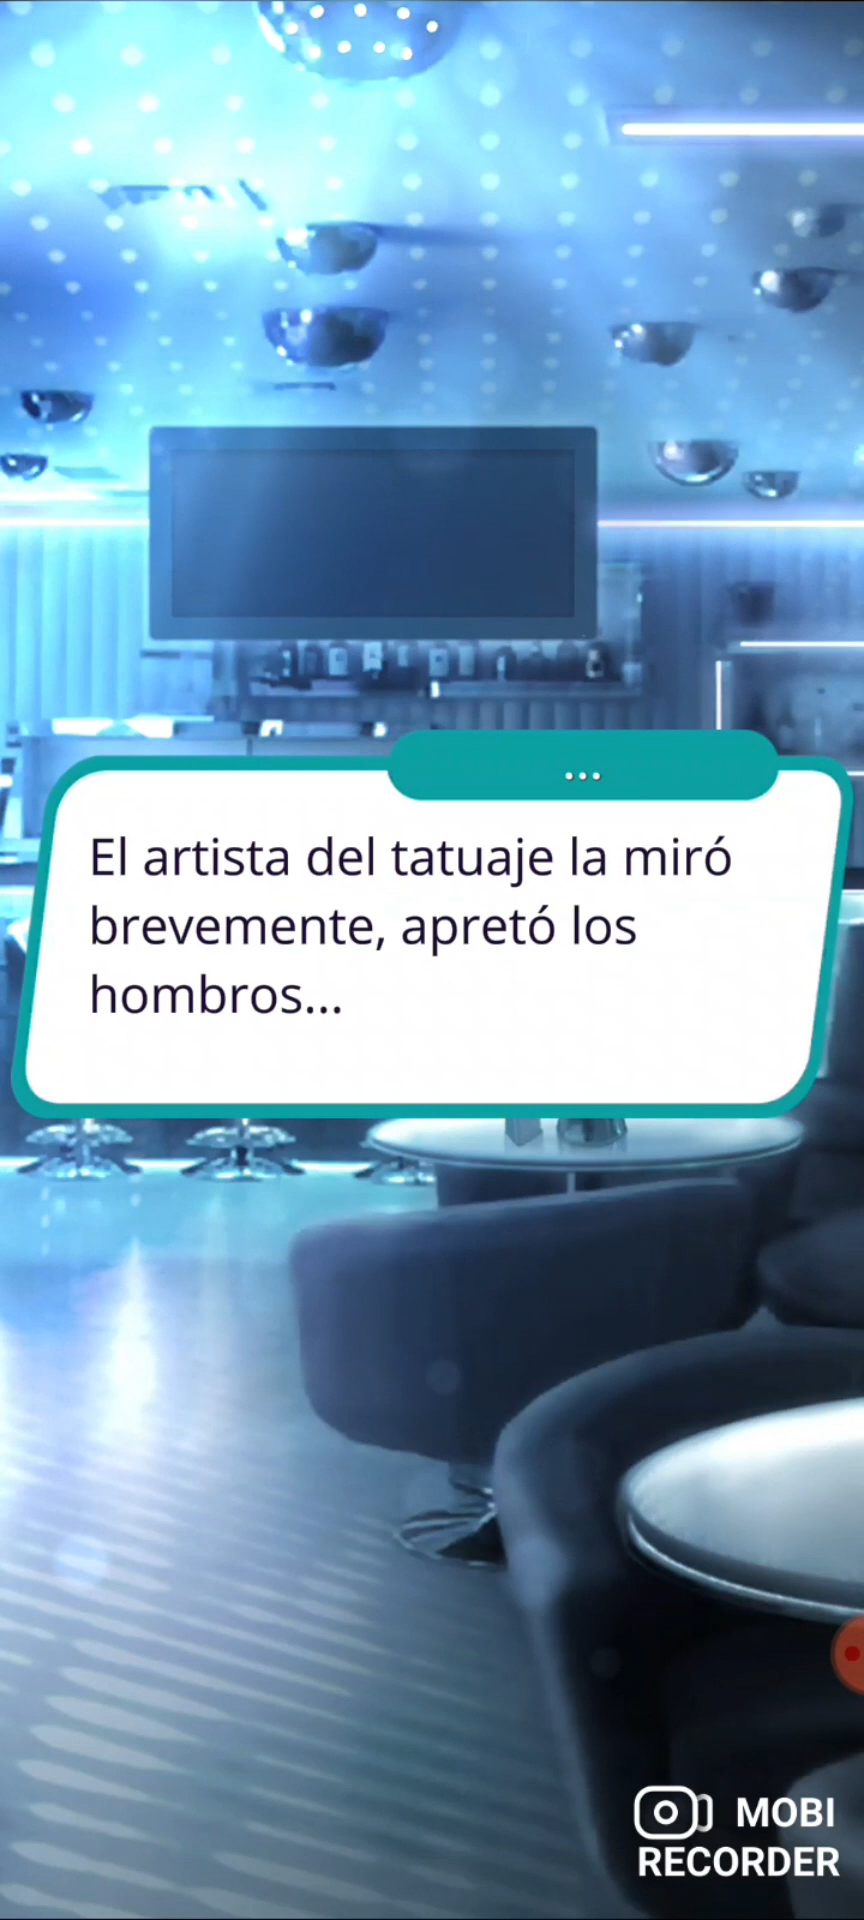 ...
El artista del tatuaje la miró
brevemente, apretó los
hombros...
MOBI
RECORDER